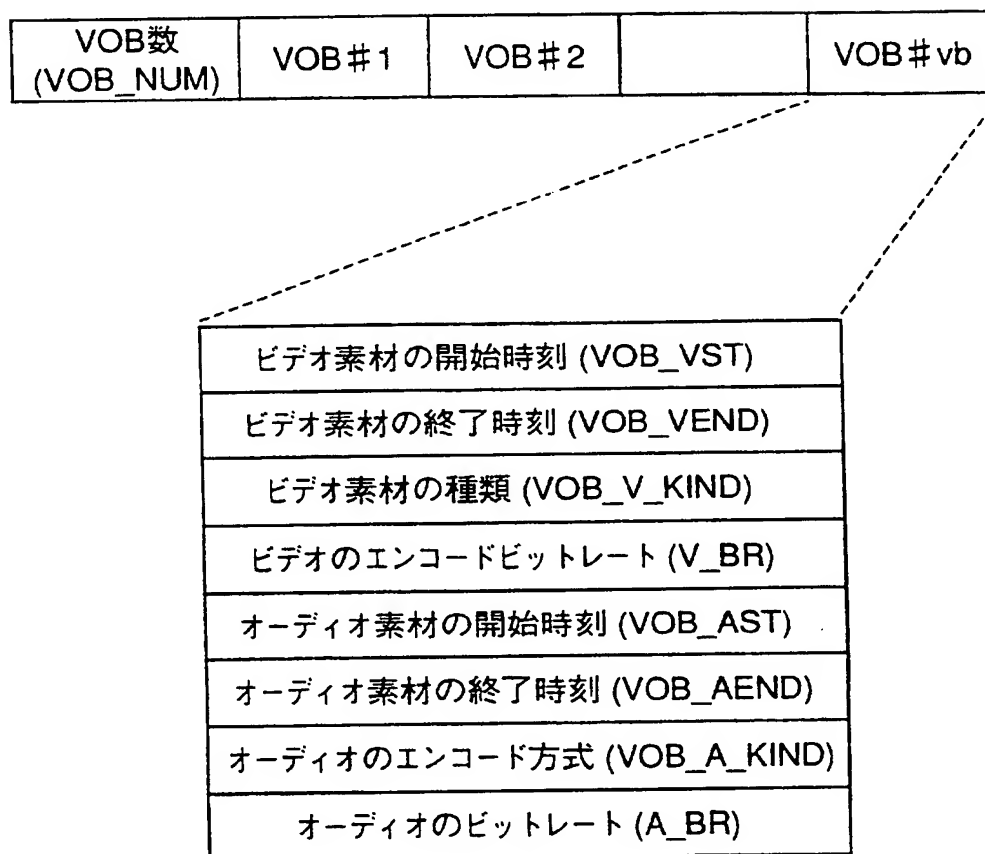 VOB数
(VOB_NUM)
VOB#1
VOB#2
VOB#vb
ビデオ素材の開始時刻 (VOB_VST)
ビデオ素材の終了時刻 (VOB_VEND)
ビデオ素材の種類 (VOB_V_KIND)
ビデオのエンコードビットレート (V_BR)
オーディオ素材の開始時刻 (VOB_AST)
オーディオ素材の終了時刻 (VOB_AEND)
オーディオのエンコード方式 (VOB_A_KIND)
オーディオのビットレート (A_BR)